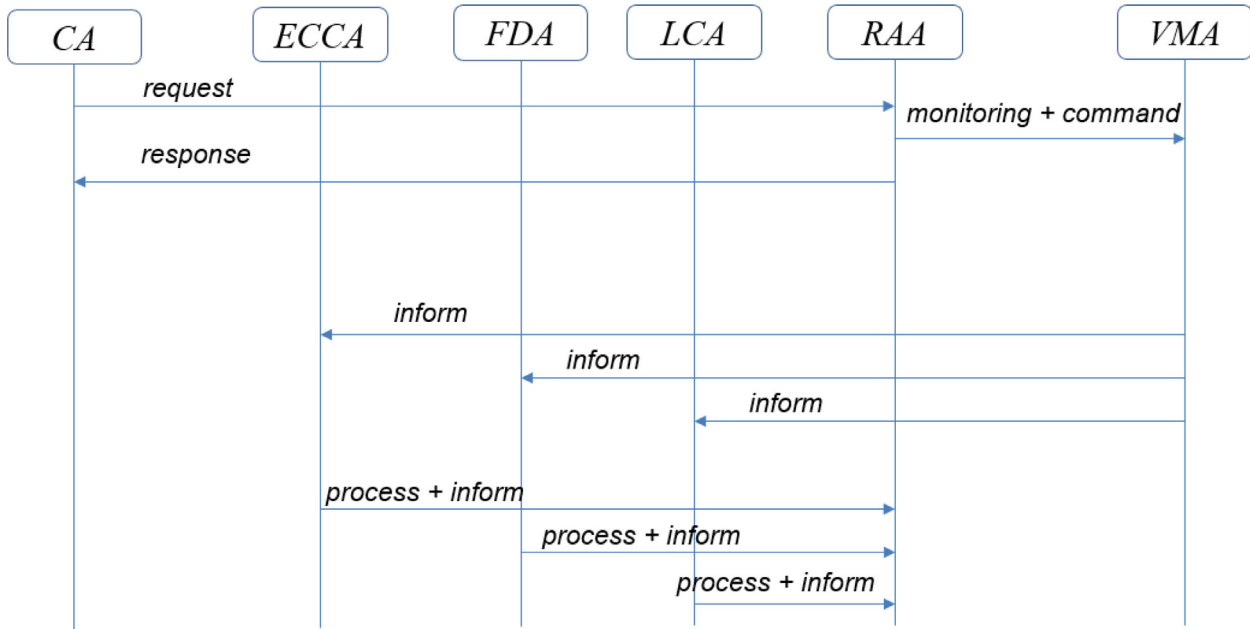 CA
ECCA
FDA
LCA
RAA
VMA
request
monitoring + command
response
inform
inform
inform
process + inform
process + inform
process + inform